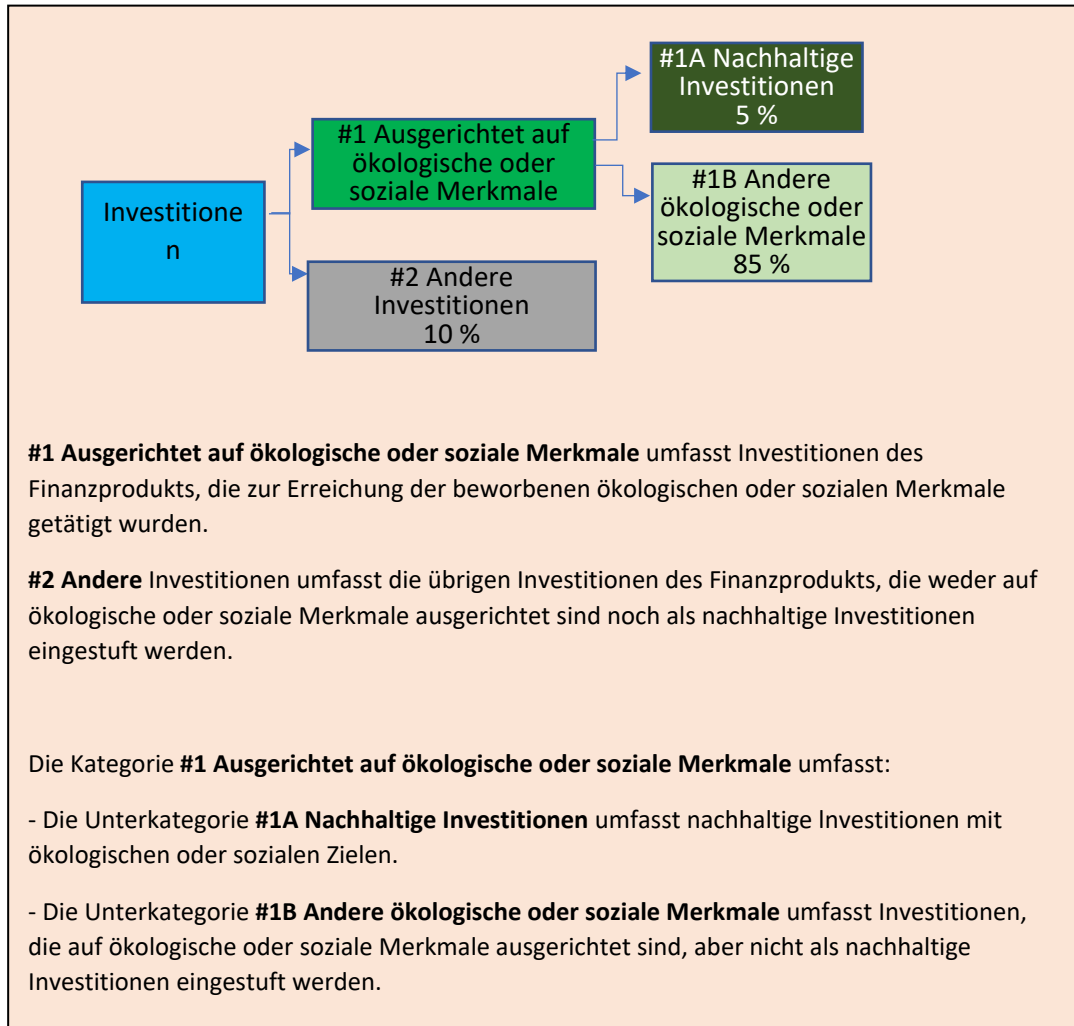 #1A Nachhaltige
Investitionen
5 %
#1 Ausgerichtet auf
ökologische oder
soziale Merkmale
#1B Andere
ökologische oder
soziale Merkmale
85 %
Investitione
n
#2 Andere
Investitionen
10 %
#1 Ausgerichtet auf ökologische oder soziale Merkmale umfasst Investitionen des
Finanzprodukts, die zur Erreichung der beworbenen ökologischen oder sozialen Merkmale
getätigt wurden.
#2 Andere Investitionen umfasst die übrigen Investitionen des Finanzprodukts, die weder auf
ökologische oder soziale Merkmale ausgerichtet sind noch als nachhaltige Investitionen
eingestuft werden.
Die Kategorie #1 Ausgerichtet auf ökologische oder soziale Merkmale umfasst:
- Die Unterkategorie #1A Nachhaltige Investitionen umfasst nachhaltige lnvestitionen mit
ökologischen oder sozialen Zielen.
- Die Unterkategorie #1B Andere ökologische oder soziale Merkmale umfasst Investitionen,
die auf ökologische oder soziale Merkmale ausgerichtet sind, aber nicht als nachhaltige
Investitionen eingestuft werden.